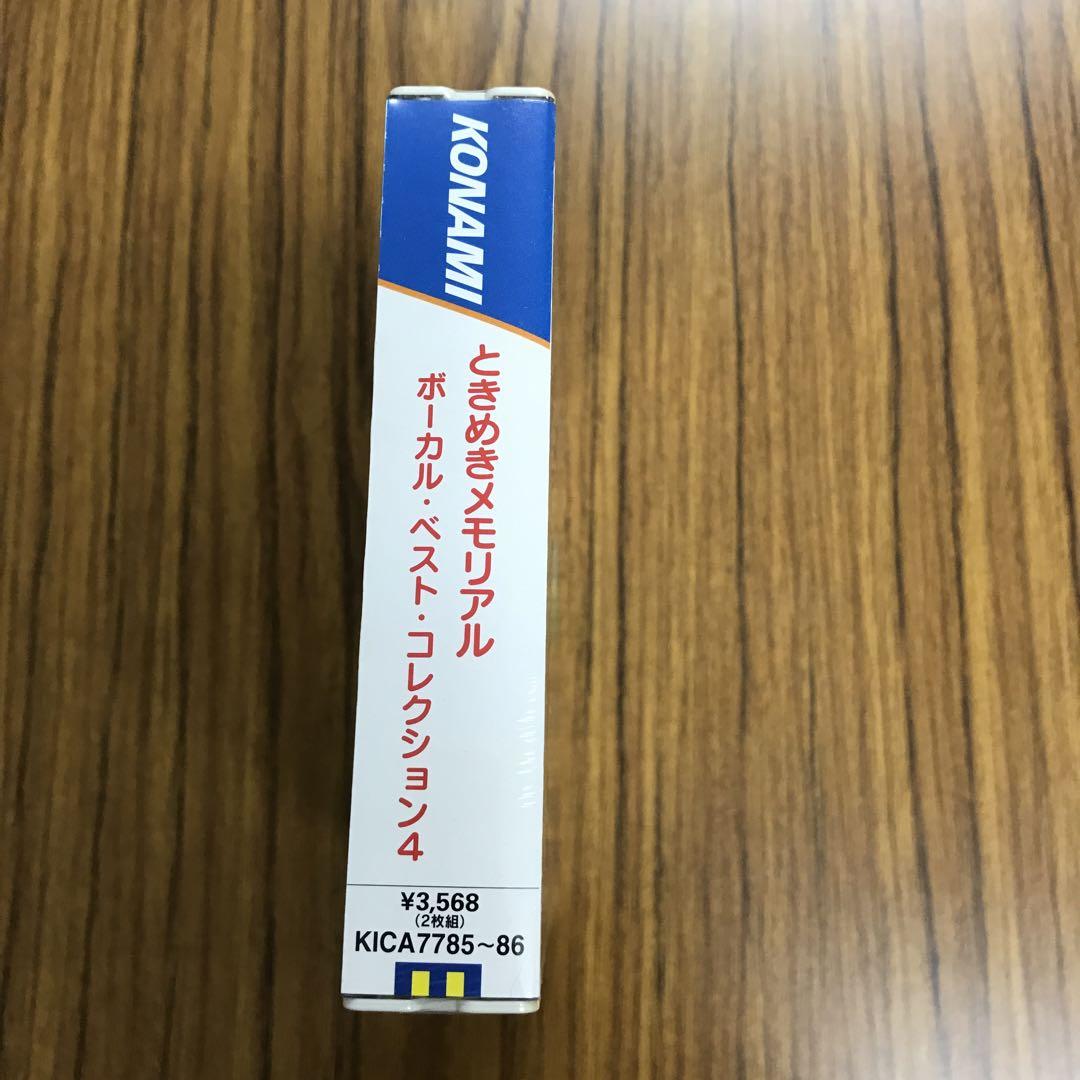 KONAMI
ときめきメモリアル
ボーカル・ベスト・コレクション4
¥3,568
(2枚組)
KICA7785~86